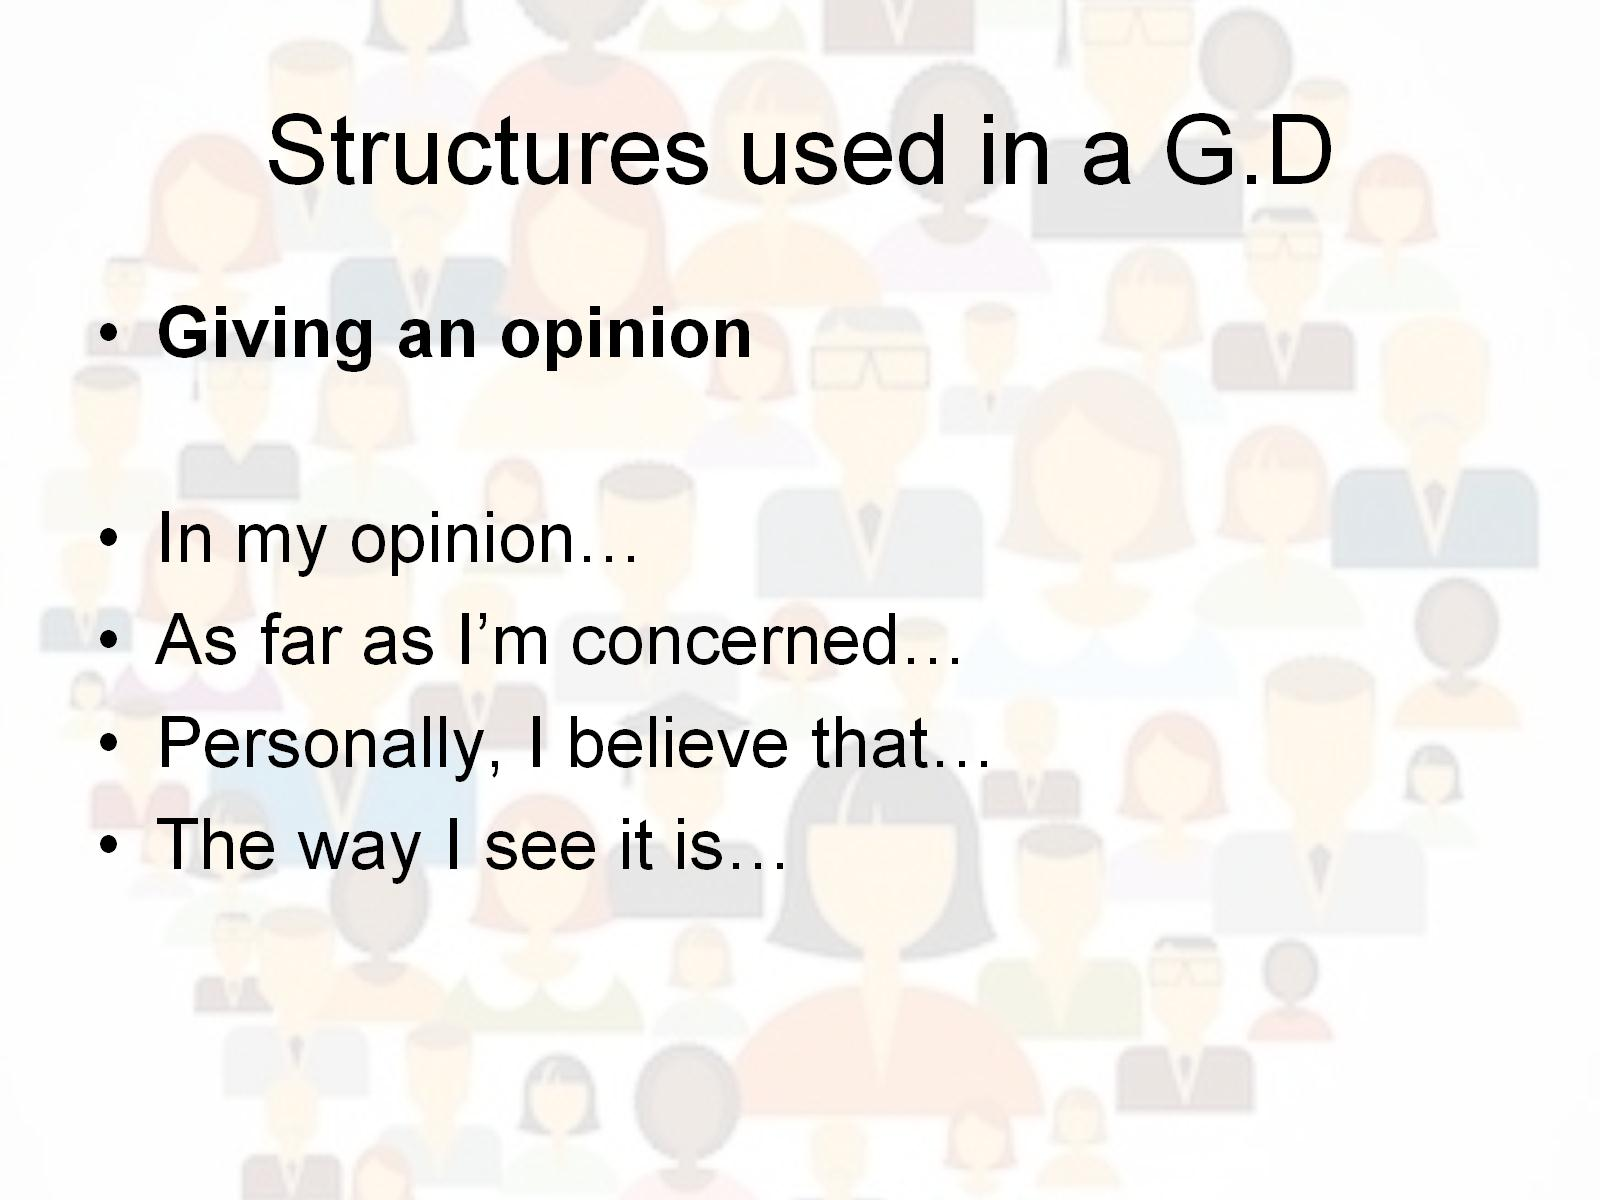 Structures used in a G.D
• Giving an opinion
• In my opinion…
• As far as I’m concerned…
• Personally, I believe that…
• The way I see it is…